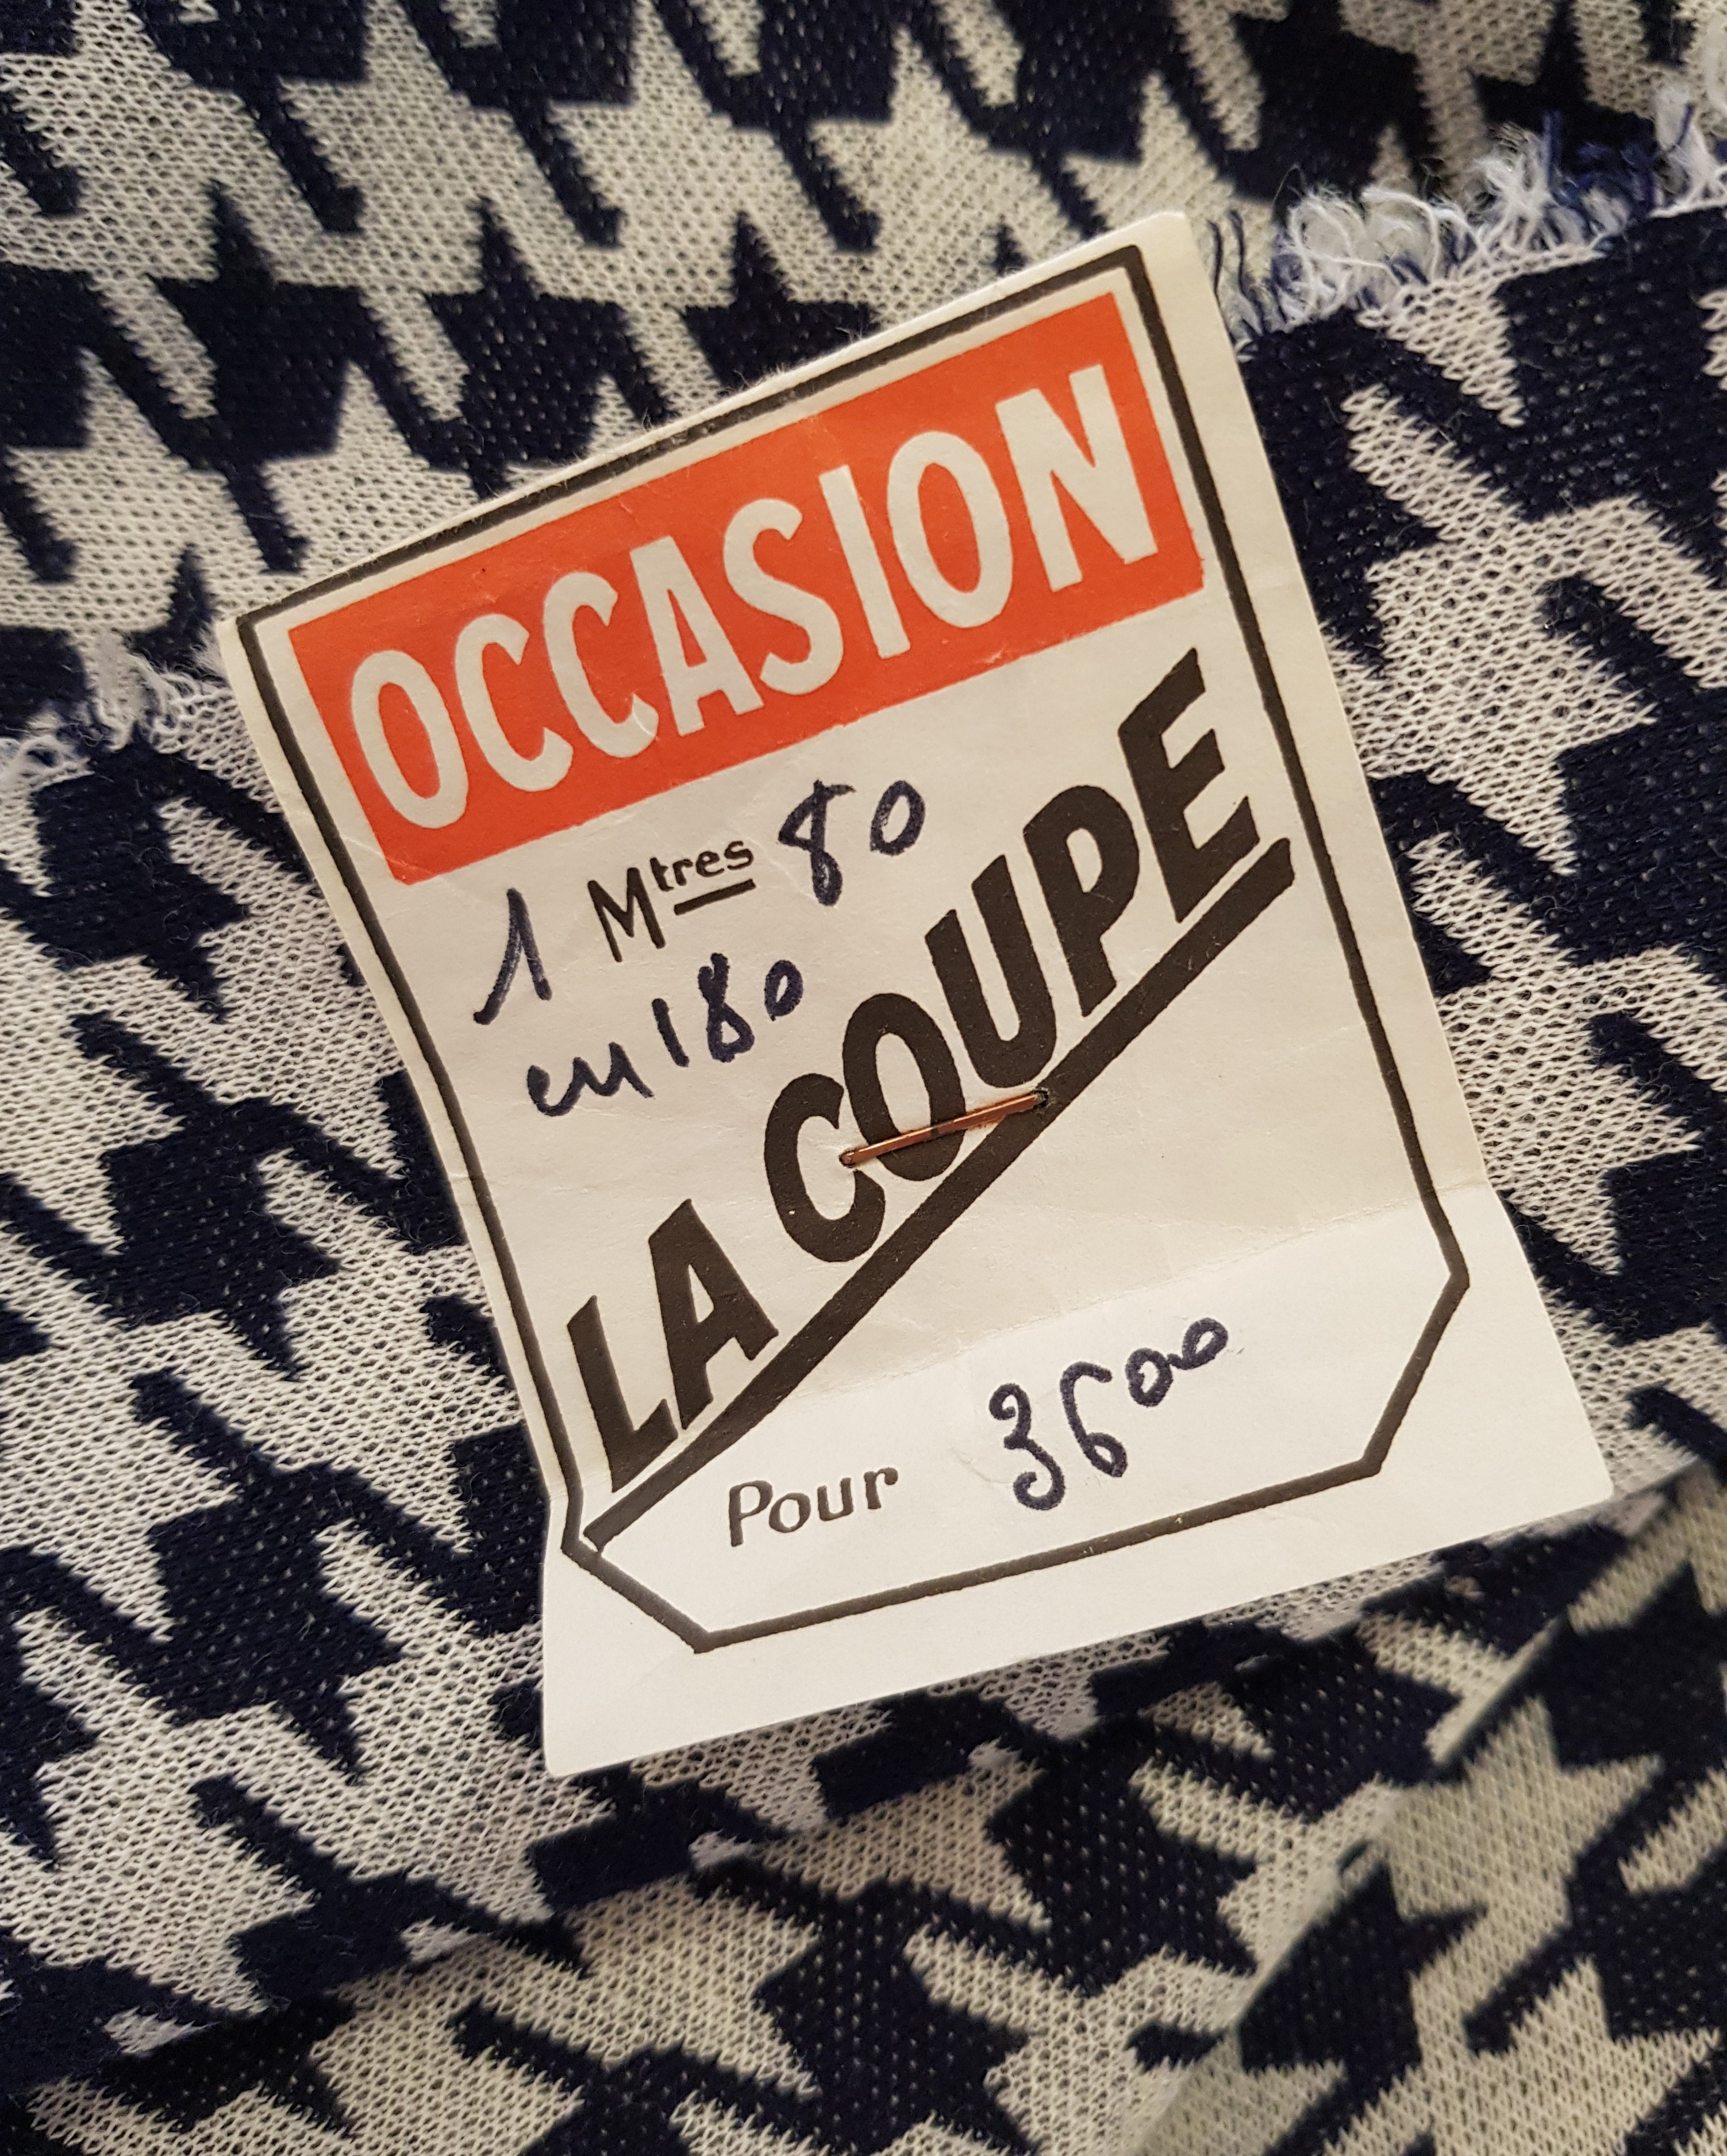 OCCASION
1 Mtres 80
en 180
LA COUPE
Pour 3600